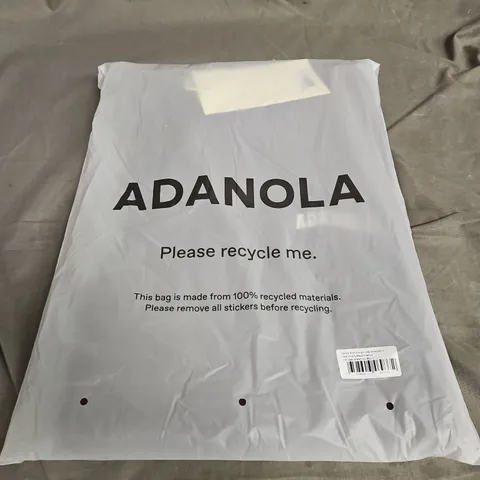 ADANOLA
Please recycle me.
This bag is made from 100% recycled materials.
Please remove all stickers before recycling.